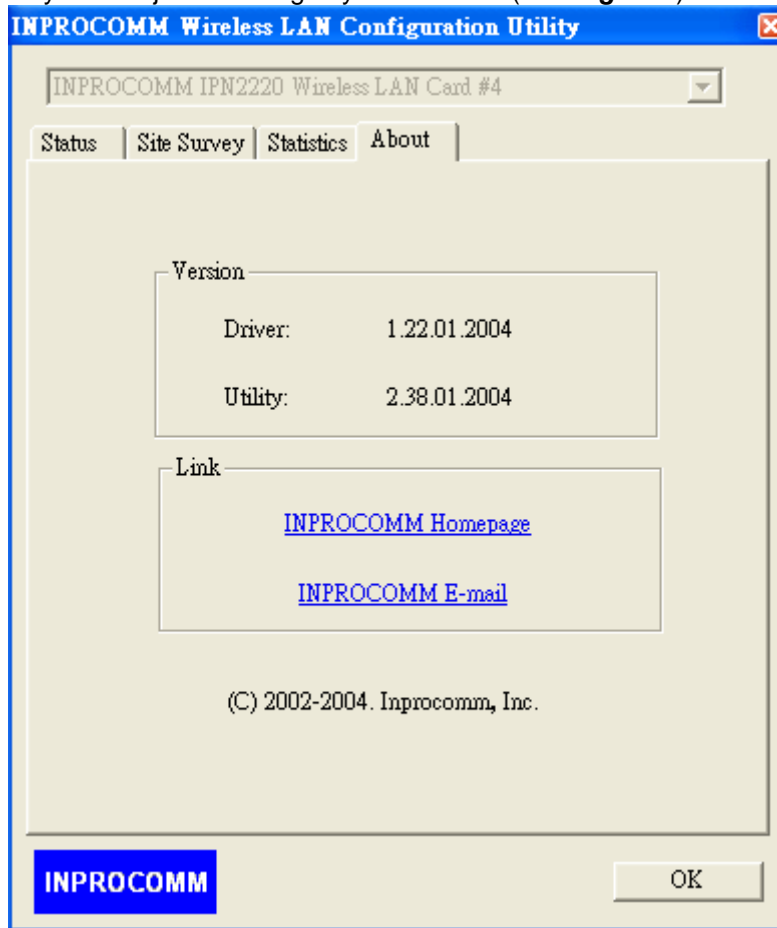 INPROCOMM Wireless LAN Configuration Utility
INPROCOMM IPN2220 Wireless LAN Card #4
Status Site Survey Statistics About
Version
Driver: 1.22.01.2004
Utility: 2.38.01.2004
Link
INPROCOMM Homepage
INPROCOMM E-mail
(C) 2002-2004. Inprocomm, Inc.
INPROCOMM OK